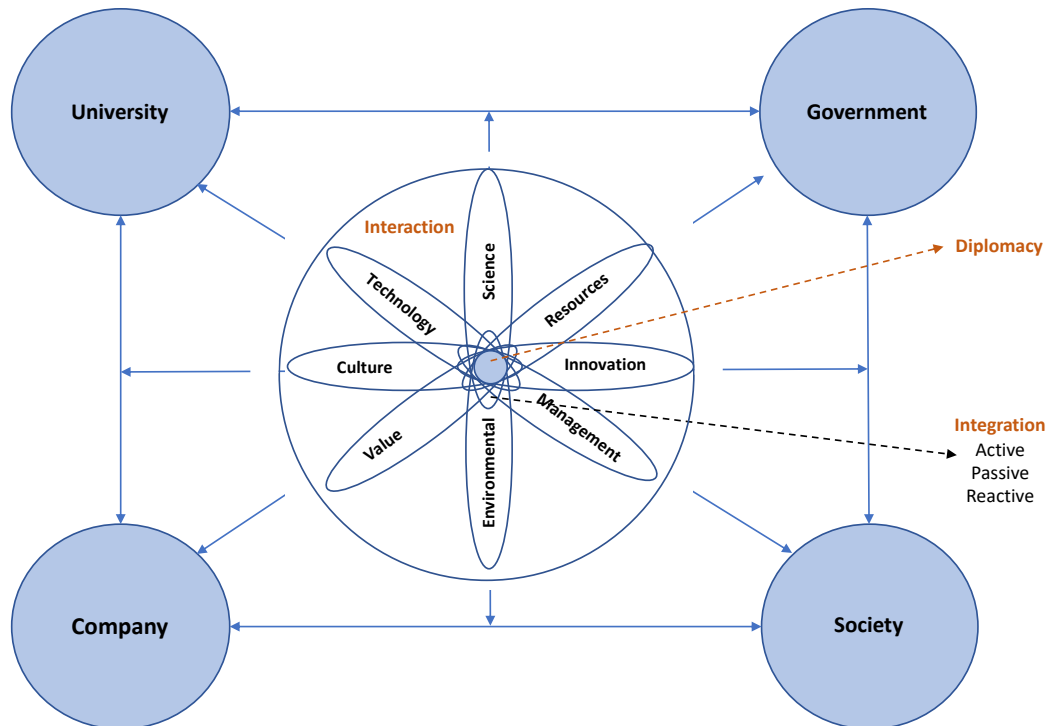 University
Government
Interaction
Science
Technology
Resources
Diplomacy
Culture
Innovation
Value
Environmental
Management
Integration
Active
Passive
Reactive
Company
Society